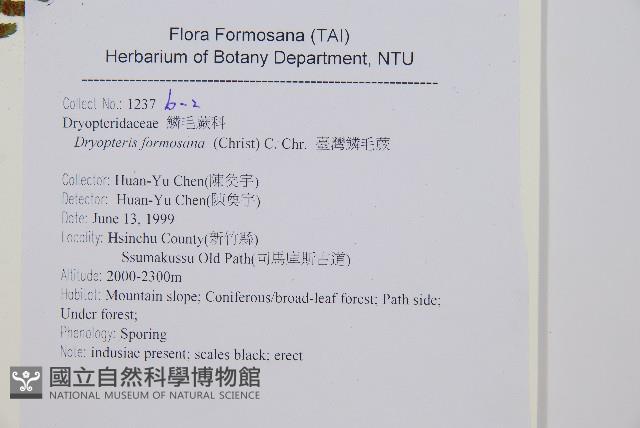 Flora Formosana (TAI)
Herbarium of Botany Department, NTU
Collect No.: 1237 b-2
Dryopteridaceae 鱗毛蕨科
Dryopteris formosana (Christ) C. Chr. 臺灣鱗毛蕨
Collector: Huan-Yu Chen(陳奐宇)
Detector: Huan-Yu Chen(陳奐宇)
Date: June 13, 1999
Locality: Hsinchu County(新竹縣)
Ssumakussu Old Path(司馬庫斯古道)
Altitude: 2000-2300m
Habitat: Mountain slope; Coniferous/broad-leaf forest; Path side;
Under forest;
Phenology: Sporing
Note: indusiae present; scales black; erect
國立自然科學博物館
NATIONAL MUSEUM OF NATURAL SCIENCE